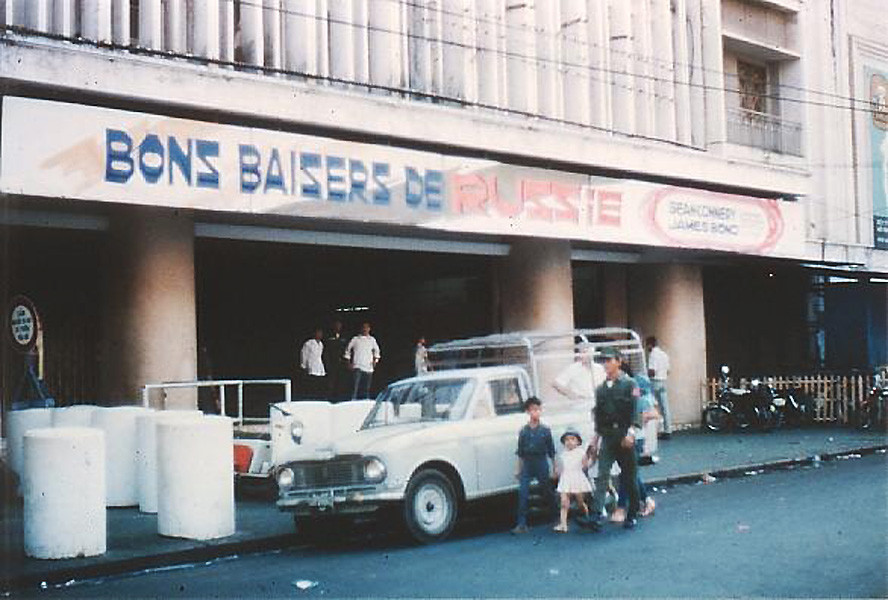 BONS BAISERS DE RUSSIE
SEAN CONNERY
JAMES BOND